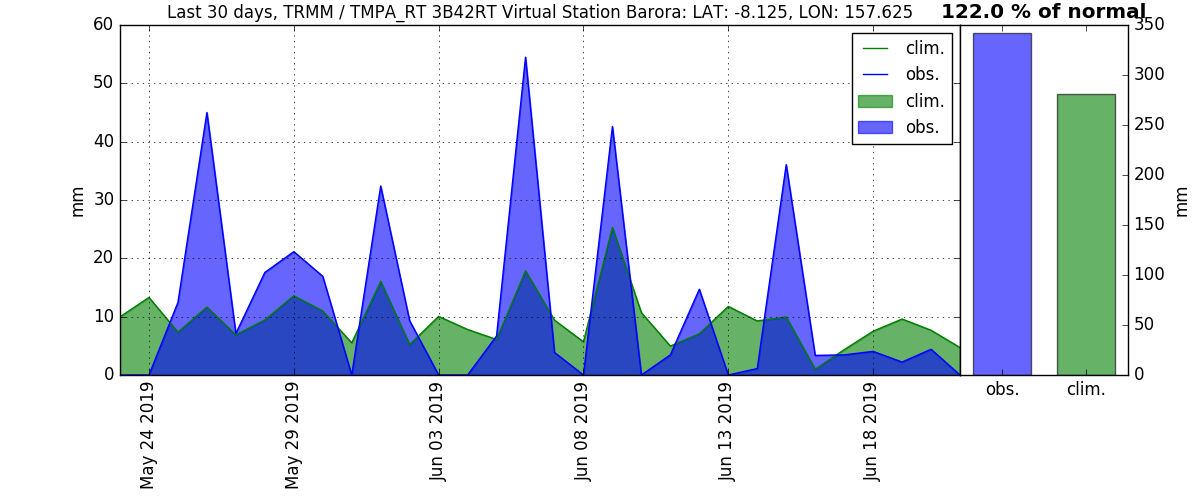 Last 30 days, TRMM / TMPA_RT 3B42RT Virtual Station Barora: LAT: -8.125, LON: 157.625
122.0 % of normal
60
50
40
30
20
10
0
mm
clim.
obs.
clim.
obs.
350
300
250
200
150
100
50
0
mm
May 24 2019
May 29 2019
Jun 03 2019
Jun 08 2019
Jun 13 2019
Jun 18 2019
obs.
clim.